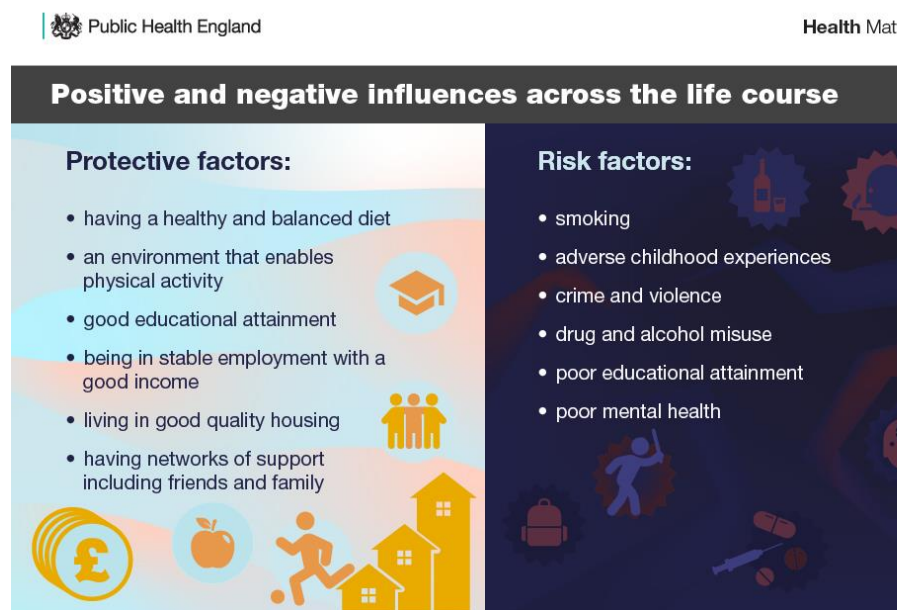 Public Health England
Health Mat
Positive and negative influences across the life course
Protective factors:
• having a healthy and balanced diet
• an environment that enables
physical activity
• good educational attainment
• being in stable employment with a
good income
• living in good quality housing
• having networks of support
including friends and family
£
Risk factors:
• smoking
• adverse childhood experiences
• crime and violence
• drug and alcohol misuse
• poor educational attainment
• poor mental health